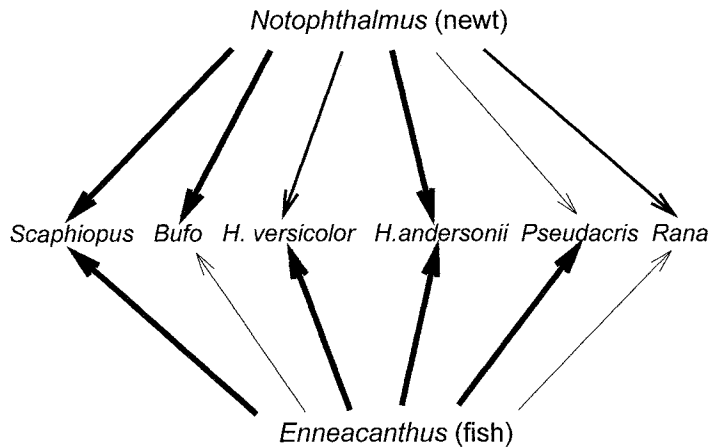 Notophthalmus (newt)
Scaphiopus Bufo H. versicolor H.andersonii Pseudacris Rana
Enneacanthus (fish)